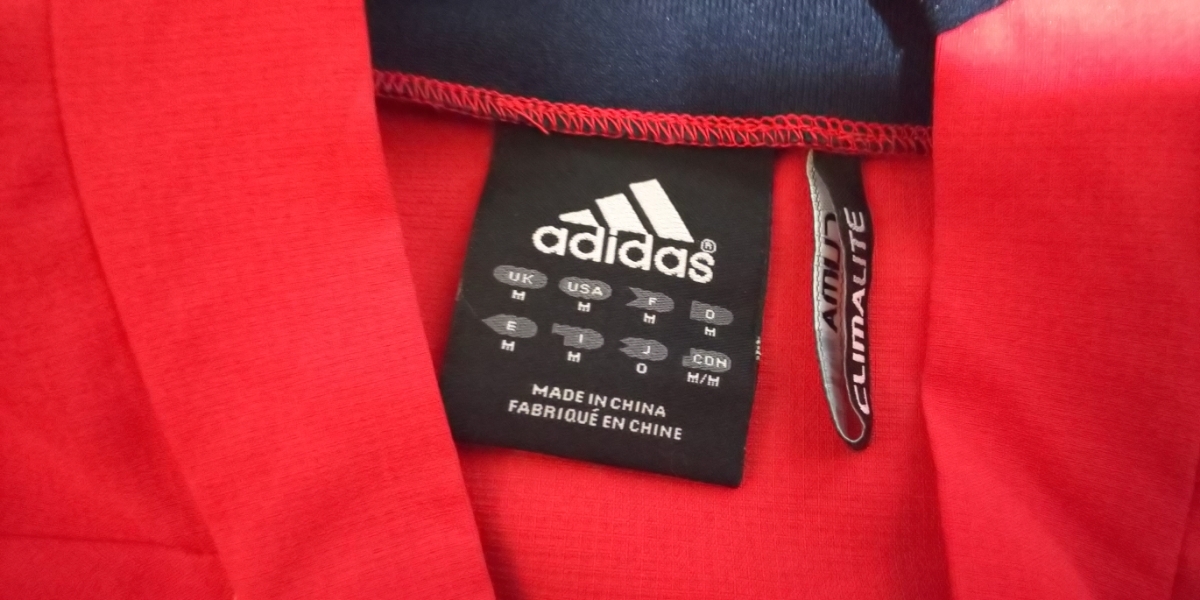 adidas®
UK USA F D
M M M M
E I J CDN
M M O M/M
MADE IN CHINA
FABRIQUÉ EN CHINE
CLIMALITE